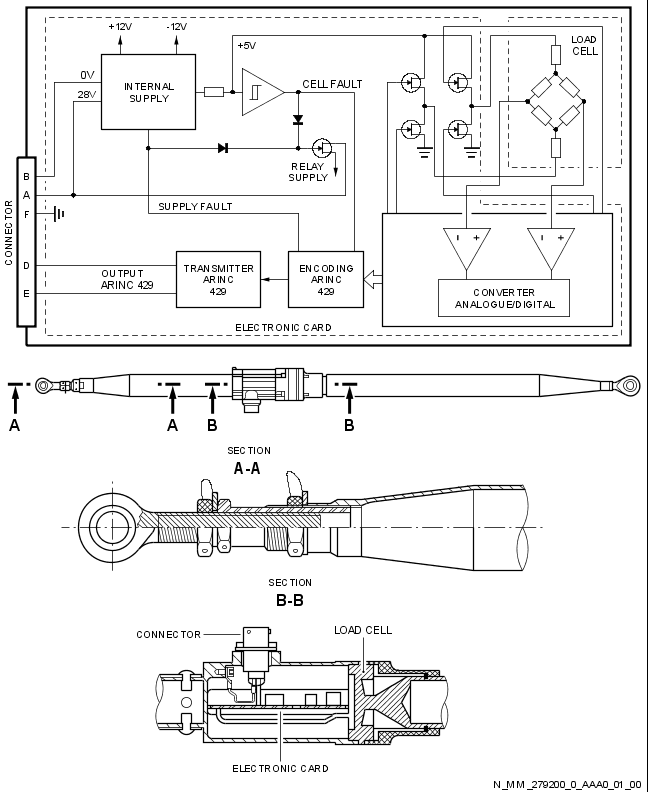 +12V
-12V
+5V
LOAD
CELL
0V
INTERNAL
SUPPLY
CELL FAULT
28V
B
RELAY
SUPPLY
A
CONNECTOR
F
SUPPLY FAULT
- +
- +
D
OUTPUT
ARINC 429
TRANSMITTER
ARINC
429
ENCODING
ARINC
429
E
CONVERTER
ANALOGUE/DIGITAL
ELECTRONIC CARD
A
A
B
B
SECTION
A-A
SECTION
B-B
CONNECTOR
LOAD CELL
ELECTRONIC CARD
N_MM_279200_0_AAA0_01_00